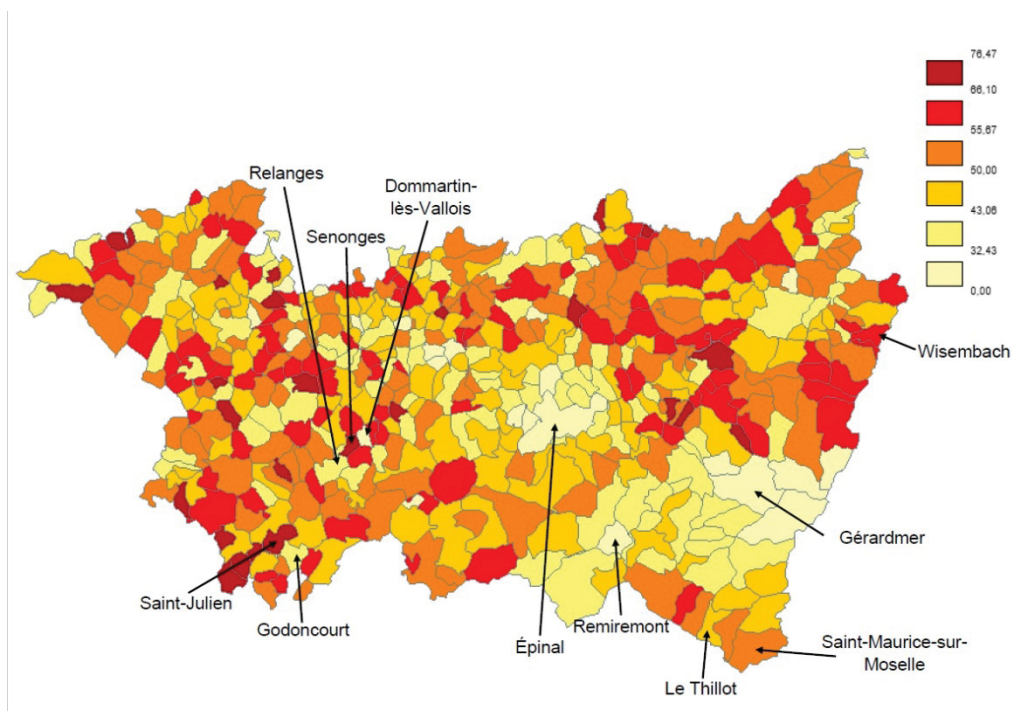 76,47
66,10
55,67
50,00
43,06
32,43
0,00
Relanges
Dommartin-
lès-Vallois
Senonges
Wisembach
Gérardmer
Saint-Julien
Godoncourt
Épinal
Remiremont
Saint-Maurice-sur-
Moselle
Le Thillot